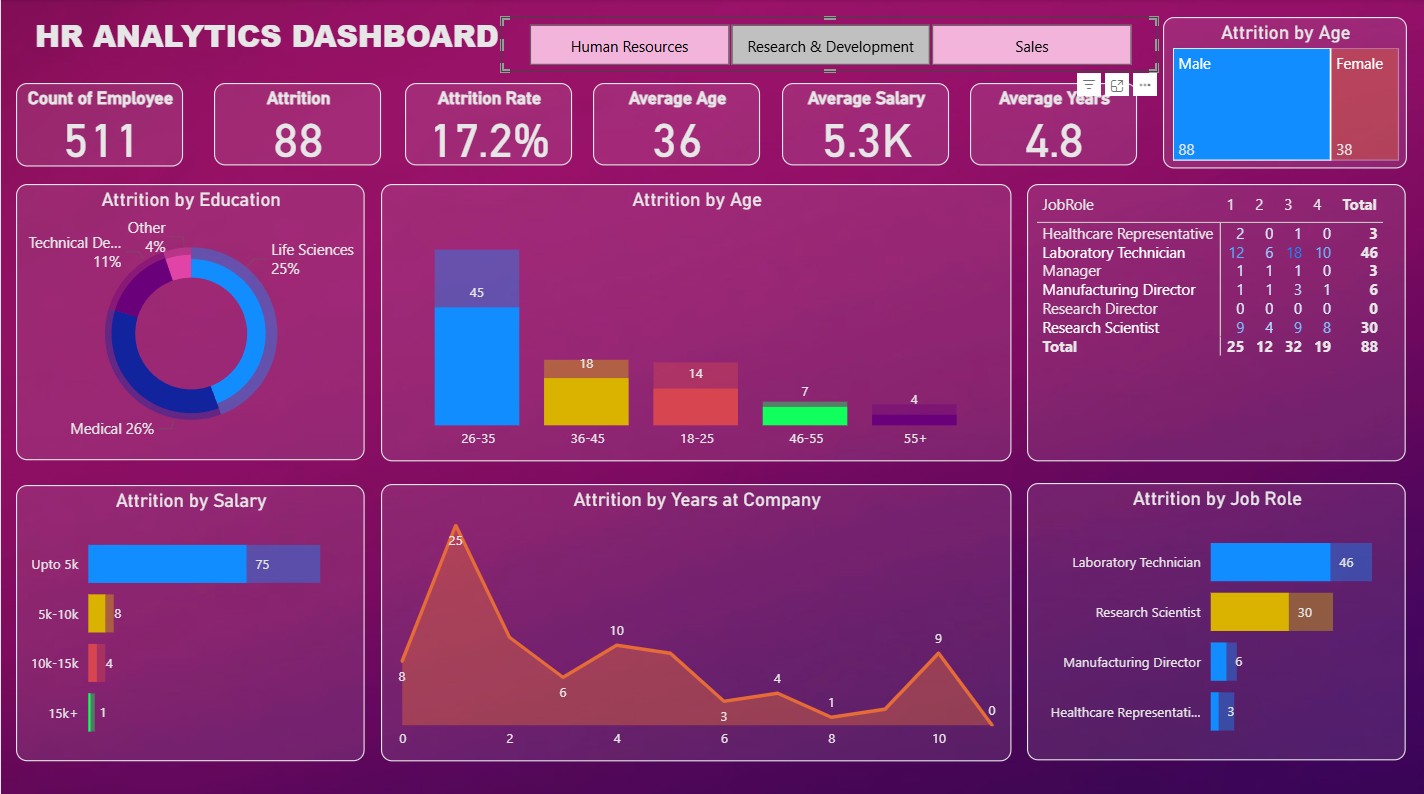 HR ANALYTICS DASHBOARD
Human Resources
Research & Development
Sales
Attrition by Age
Male
Female
88
38
Count of Employee
511
Attrition
88
Attrition Rate
17.2%
Average Age
36
Average Salary
5.3K
Average Years
4.8
Attrition by Education
Other
4%
Technical De...
11%
Life Sciences
25%
Medical 26%
Attrition by Age
45
18
14
7
4
26-35
36-45
18-25
46-55
55+
JobRole 1 2 3 4 Total
Healthcare Representative 2 0 1 0 3
Laboratory Technician 12 6 18 10 46
Manager 1 1 1 0 3
Manufacturing Director 1 1 3 1 6
Research Director 0 0 0 0 0
Research Scientist 9 4 9 8 30
Total 25 12 32 19 88
Attrition by Salary
Upto 5k 75
5k-10k 8
10k-15k 4
15k+ 1
Attrition by Years at Company
25
8
6
10
3
4
1
9
0
0 2 4 6 8 10
Attrition by Job Role
Laboratory Technician 46
Research Scientist 30
Manufacturing Director 6
Healthcare Representati... 3